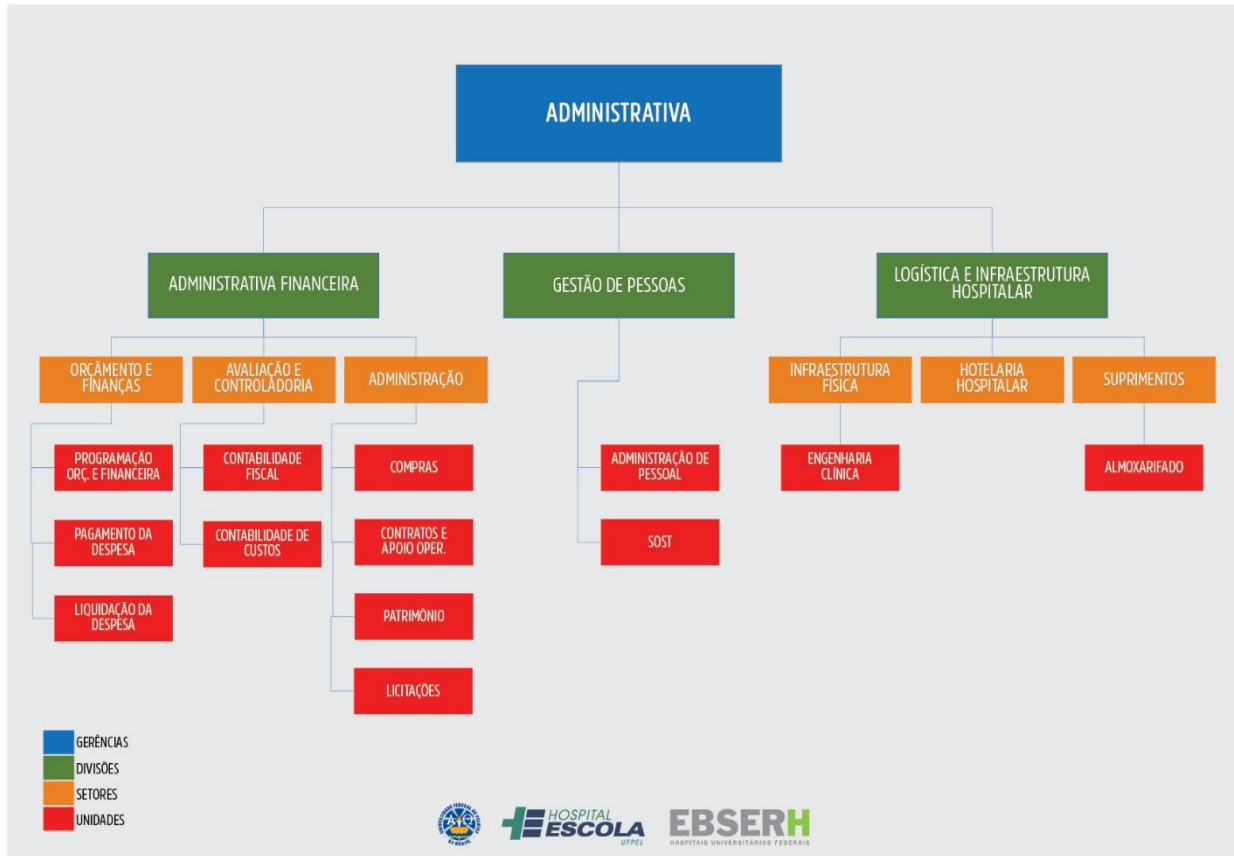 ADMINISTRATIVA
ADMINISTRATIVA FINANCEIRA
GESTÃO DE PESSOAS
LOGÍSTICA E INFRAESTRUTURA
HOSPITALAR
ORÇAMENTO E
FINANÇAS
AVALIAÇÃO E
CONTROLADORIA
ADMINISTRAÇÃO
INFRAESTRUTURA
FÍSICA
HOTELARIA
HOSPITALAR
SUPRIMENTOS
PROGRAMAÇÃO
ORÇ. E FINANCEIRA
CONTABILIDADE
FISCAL
COMPRAS
ADMINISTRAÇÃO DE
PESSOAL
ENGENHARIA
CLÍNICA
ALMOXARIFADO
PAGAMENTO DA
DESPESA
CONTABILIDADE DE
CUSTOS
CONTRATOS E
APOIO OPER.
SOST
LIQUIDAÇÃO DA
DESPESA
PATRIMÔNIO
LICITAÇÕES
GERÊNCIAS
DIVISÕES
SETORES
UNIDADES
HOSPITAL
ESCOLA
UFPEL
EBSERH
HOSPITAIS UNIVERSITÁRIOS FEDERAIS